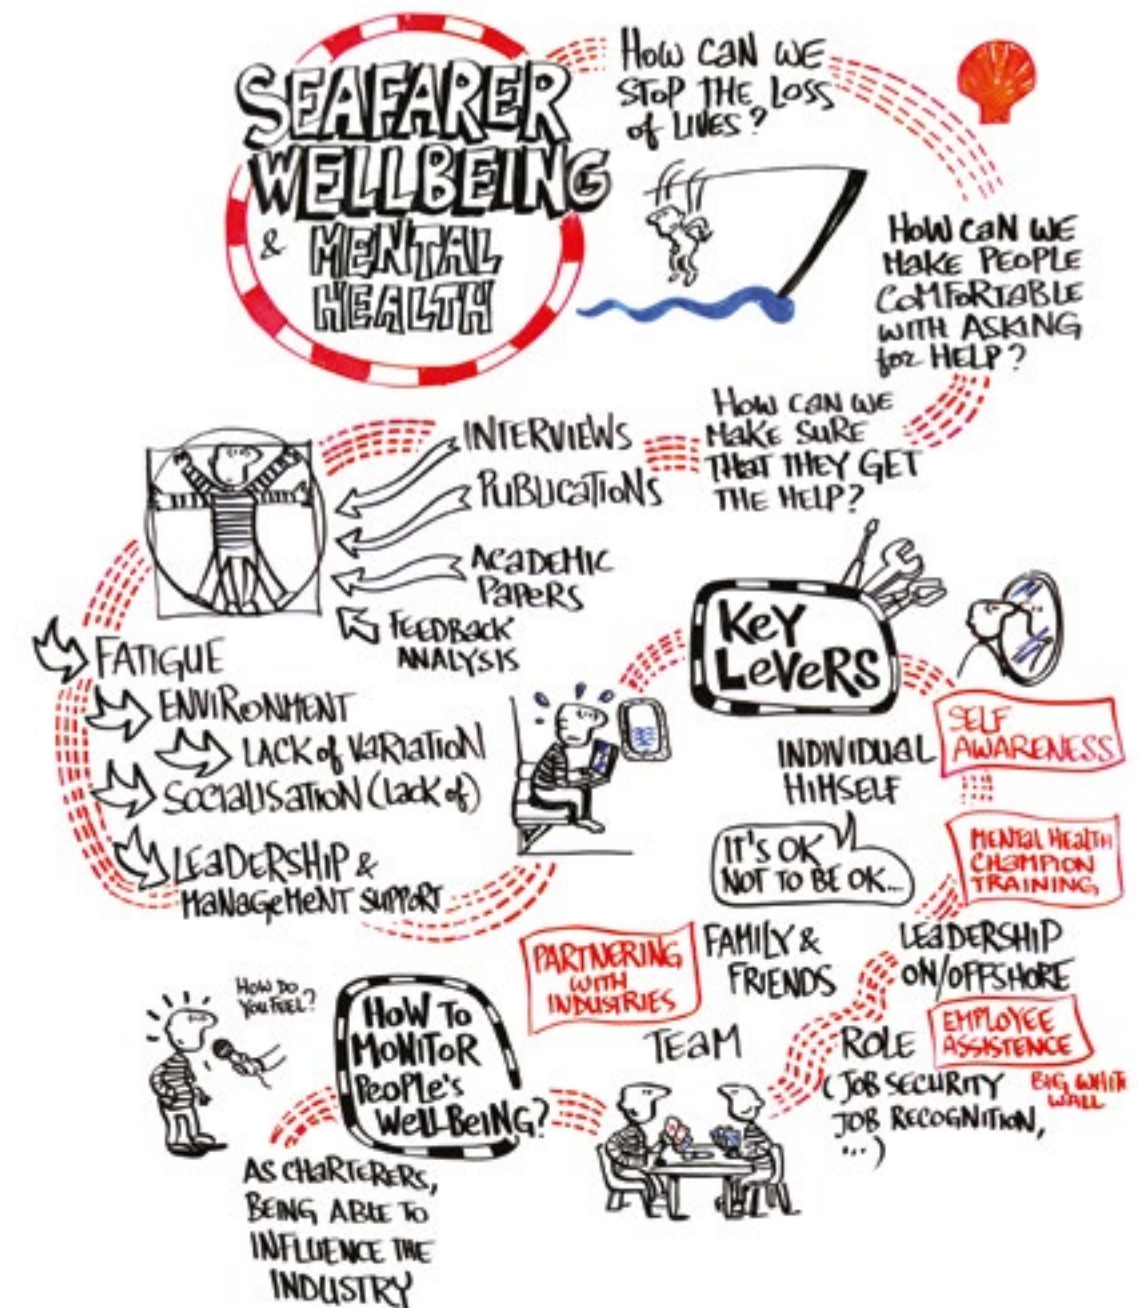 SEAFARER
WELLBEING
& MENTAL
HEALTH
HOW CAN WE
STOP THE LOSS
of LIVES?
HOW CAN WE
MAKE PEOPLE
COMFORTABLE
WITH ASKING
for HELP?
HOW CAN WE
MAKE SURE
THAT THEY GET
THE HELP?
INTERVIEWS
PUBLICATIONS
ACADEMIC
PAPERS
FEEDBACK
ANALYSIS
FATIGUE
ENVIRONMENT
LACK of VARIATION
SOCIALISATION (Lack of)
LEADERSHIP &
MANAGEMENT SUPPORT
KEY
LEVERS
INDIVIDUAL
HIMSELF
SELF
AWARENESS
MENTAL HEALTH
CHAMPION
TRAINING
IT'S OK
NOT TO BE OK...
FAMILY &
FRIENDS
LEADERSHIP
ON/OFFSHORE
PARTNERING
WITH
INDUSTRIES
TEAM
ROLE
(JOB SECURITY
JOB RECOGNITION,
...)
EMPLOYEE
ASSISTENCE
BIG WHITE
WALL
HOW TO
MONITOR
PEOPLE'S
WELLBEING?
HOW DO
YOU FEEL?
AS CHARTERERS,
BEING ABLE TO
INFLUENCE THE
INDUSTRY